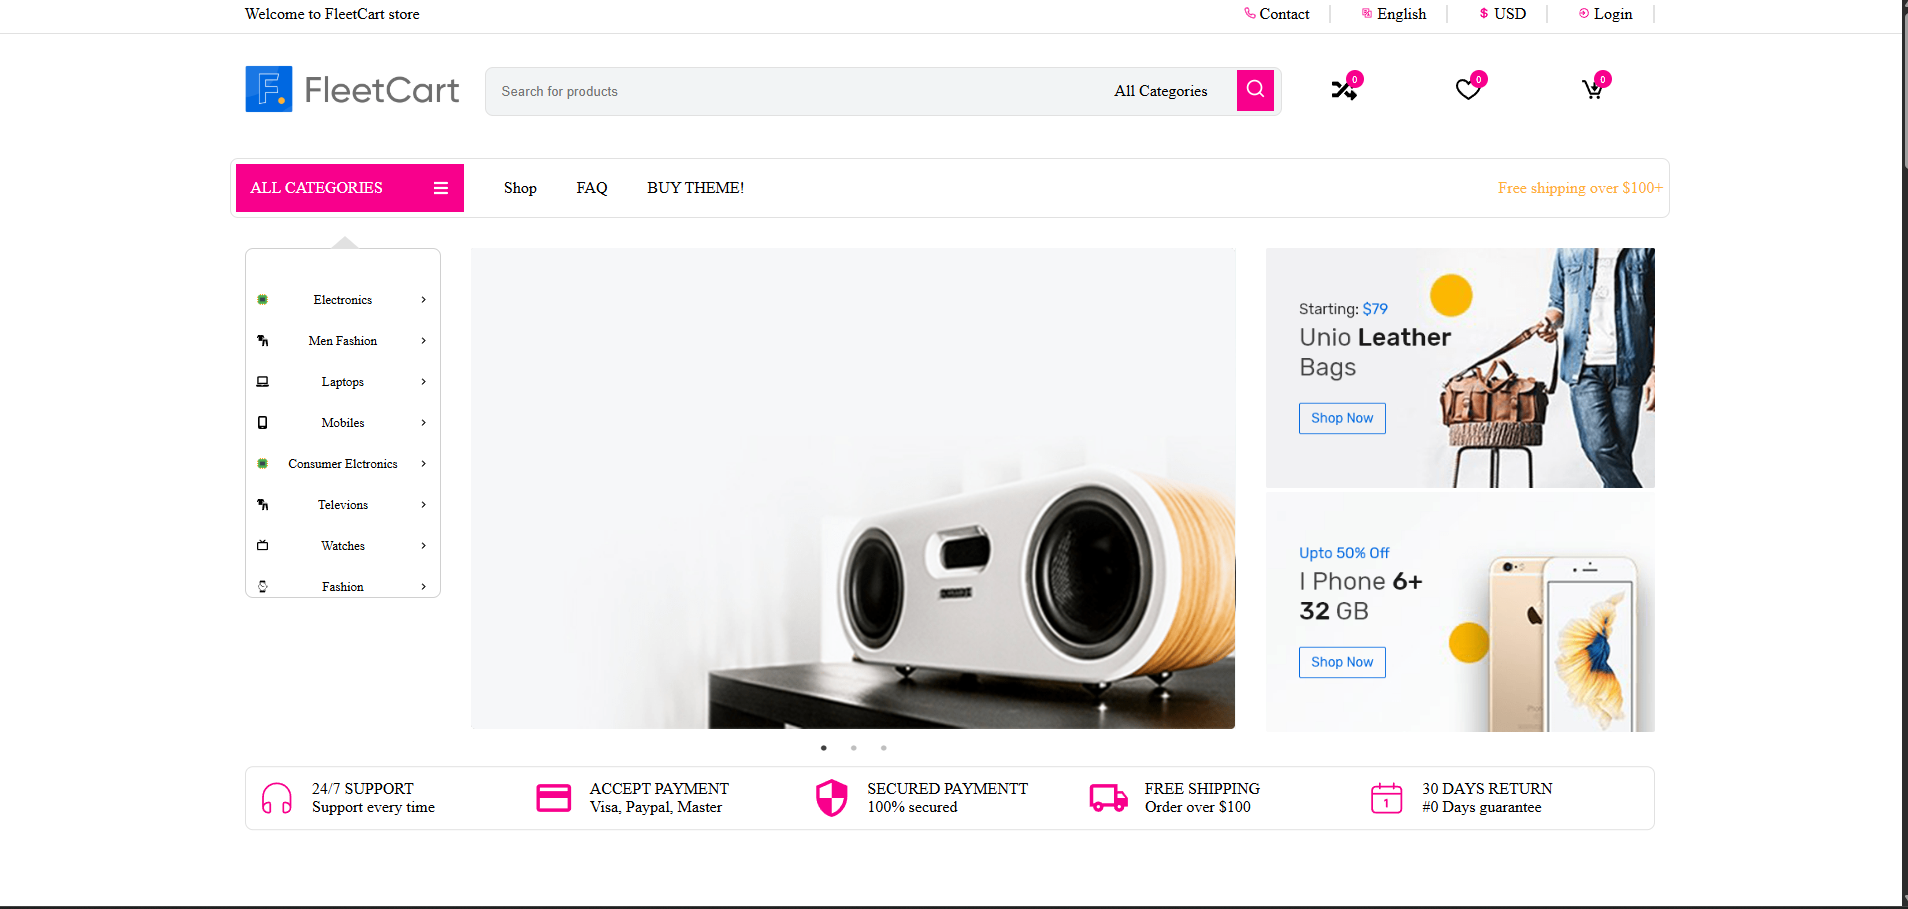 Welcome to FleetCart store
Contact
English
$ USD
Login
F.
FleetCart
Search for products
All Categories
0
0
0
ALL CATEGORIES
Shop
FAQ
BUY THEME!
Free shipping over $100+
Electronics
Men Fashion
Laptops
Mobiles
Consumer Elctronics
Televions
Watches
Fashion
Starting: $79
Unio Leather
Bags
Shop Now
Upto 50% Off
I Phone 6+
32 GB
Shop Now
24/7 SUPPORT
Support every time
ACCEPT PAYMENT
Visa, Paypal, Master
SECURED PAYMENTT
100% secured
FREE SHIPPING
Order over $100
1
30 DAYS RETURN
#0 Days guarantee